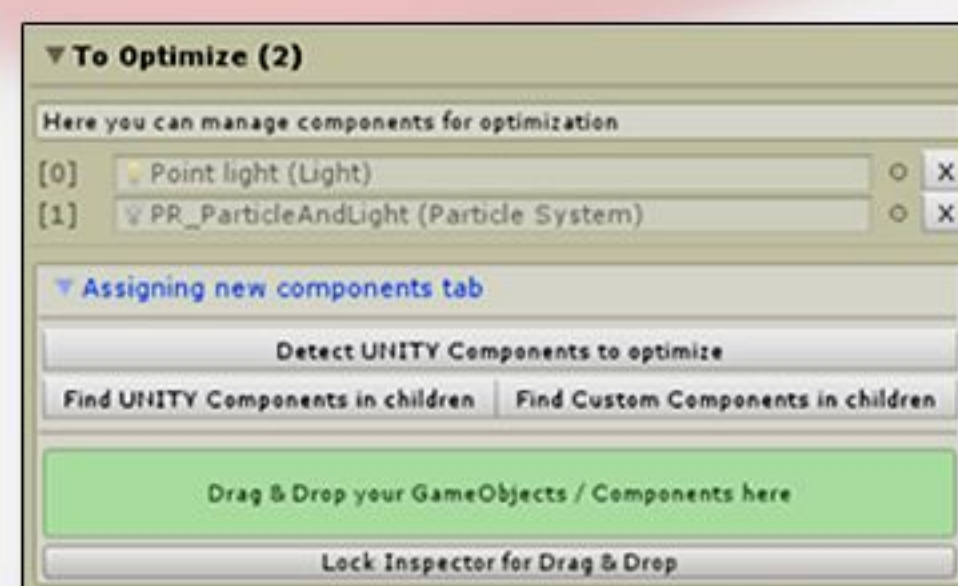 ▼ To Optimize (2)
Here you can manage components for optimization
[0] Point light (Light) X
[1] PR_ParticleAndLight (Particle System) X
▼ Assigning new components tab
Detect UNITY Components to optimize
Find UNITY Components in children Find Custom Components in children
Drag & Drop your GameObjects / Components here
Lock Inspector for Drag & Drop